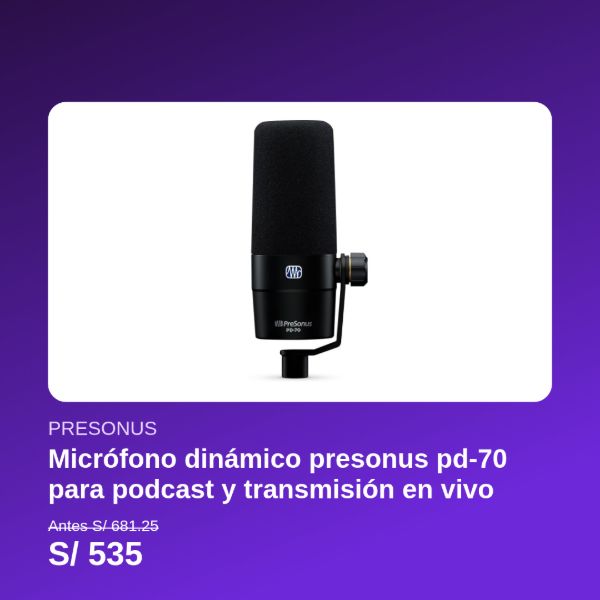 PreSonus
PD-70
PRESONUS
Micrófono dinámico presonus pd-70
para podcast y transmisión en vivo
Antes S/ 681.25
S/ 535